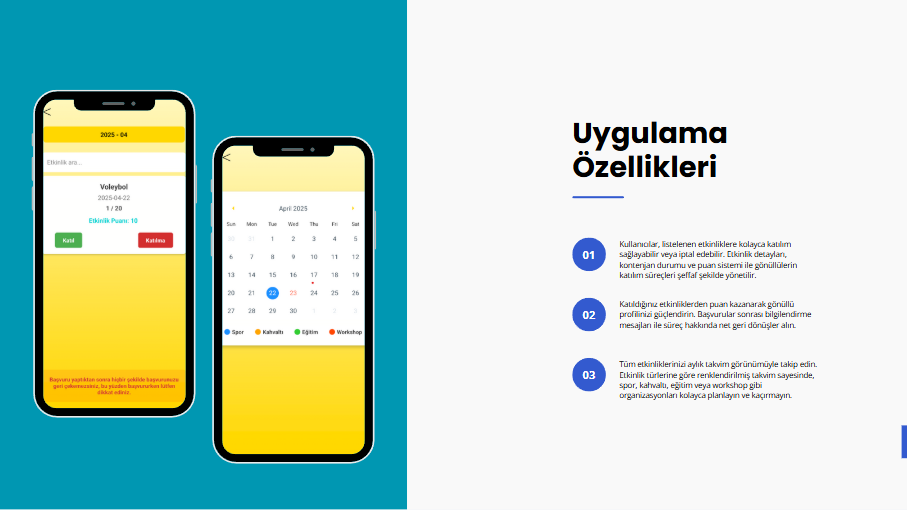 <
2025 - 04
Etkinlik ara...
Voleybol
2025-04-22
1 / 20
Etkinlik Puanı: 10
Katıl
Katılma
Başvuru yaptıktan sonra hiçbir şekilde başvurunuzu
geri çekemezsiniz, bu yüzden başvururken lütfen
dikkat ediniz.
<
April 2025
Sun Mon Tue Wed Thu Fri Sat
30 31 1 2 3 4 5
6 7 8 9 10 11 12
13 14 15 16 17 18 19
20 21 22 23 24 25 26
27 28 29 30 1 2 3
Spor Kahvaltı Eğitim Workshop
Uygulama
Özellikleri
01
Kullanıcılar, listelenen etkinliklere kolayca katılım
sağlayabilir veya iptal edebilir. Etkinlik detayları,
kontenjan durumu ve puan sistemi ile gönüllülerin
katılım süreçleri şeffaf şekilde yönetilir.
02
Katıldığınız etkinliklerden puan kazanarak gönüllü
profilinizi güçlendirin. Başvurular sonrası bilgilendirme
mesajları ile süreç hakkında net geri dönüşler alın.
03
Tüm etkinliklerinizi aylık takvim görünümüyle takip edin.
Etkinlik türlerine göre renklendirilmiş takvim sayesinde,
spor, kahvaltı, eğitim veya workshop gibi
organizasyonları kolayca planlayın ve kaçırmayın.